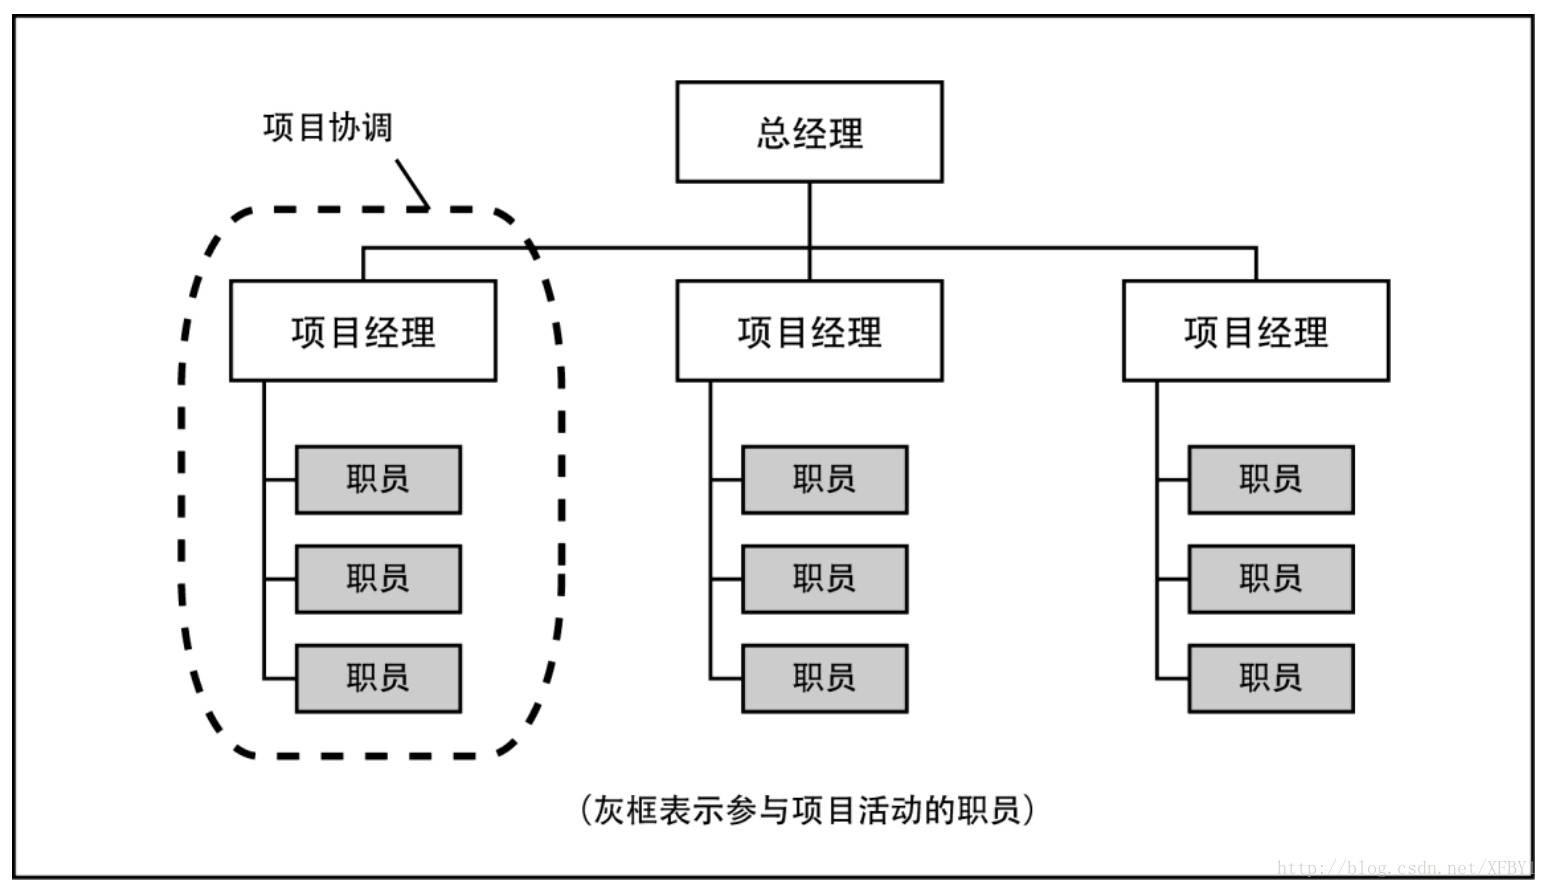 项目协调
总经理
项目经理 项目经理 项目经理
职员 职员 职员
职员 职员 职员
职员 职员 职员
（灰框表示参与项目活动的职员）
http://blog.csdn.net/XFBY1